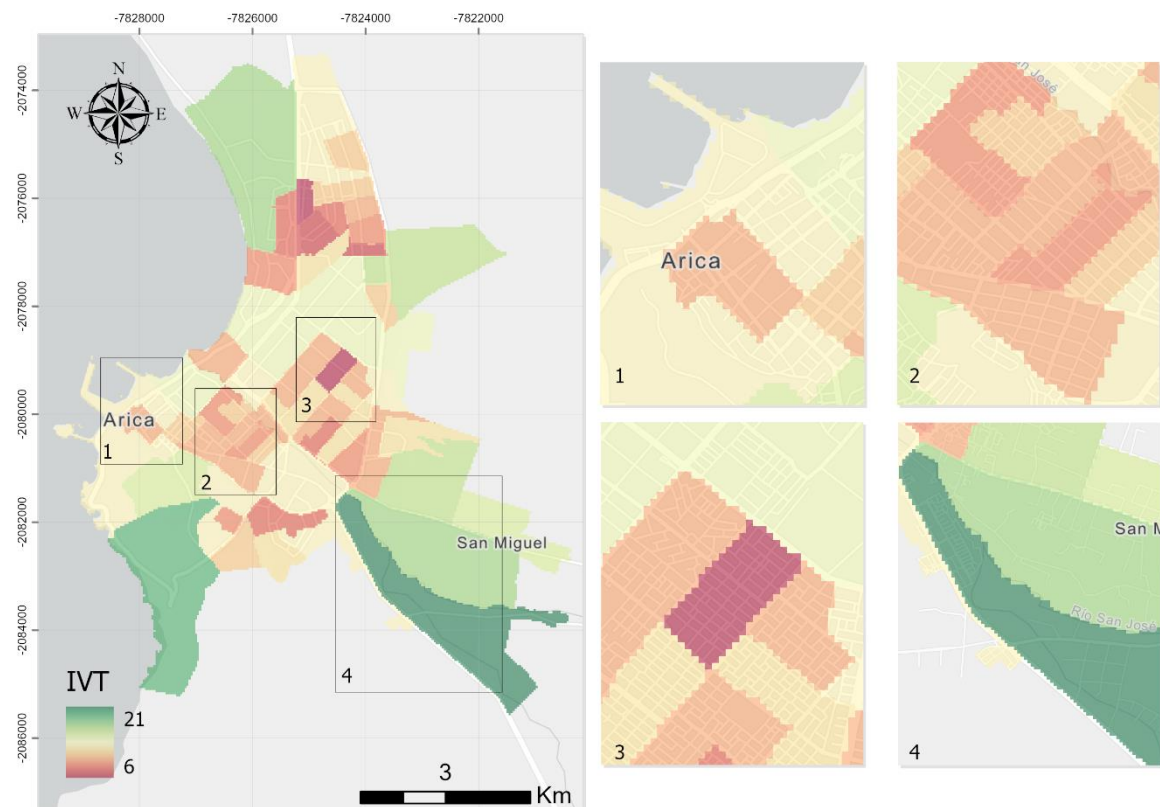 -7828000
-7826000
-7824000
-7822000
-2074000
-2076000
-2078000
-2080000
-2082000
-2084000
-2086000
N
W
E
S
Arica
1
2
3
4
San Miguel
IVT
21
6
3
Km
Arica
1
San José
2
3
San M
Río San José
4